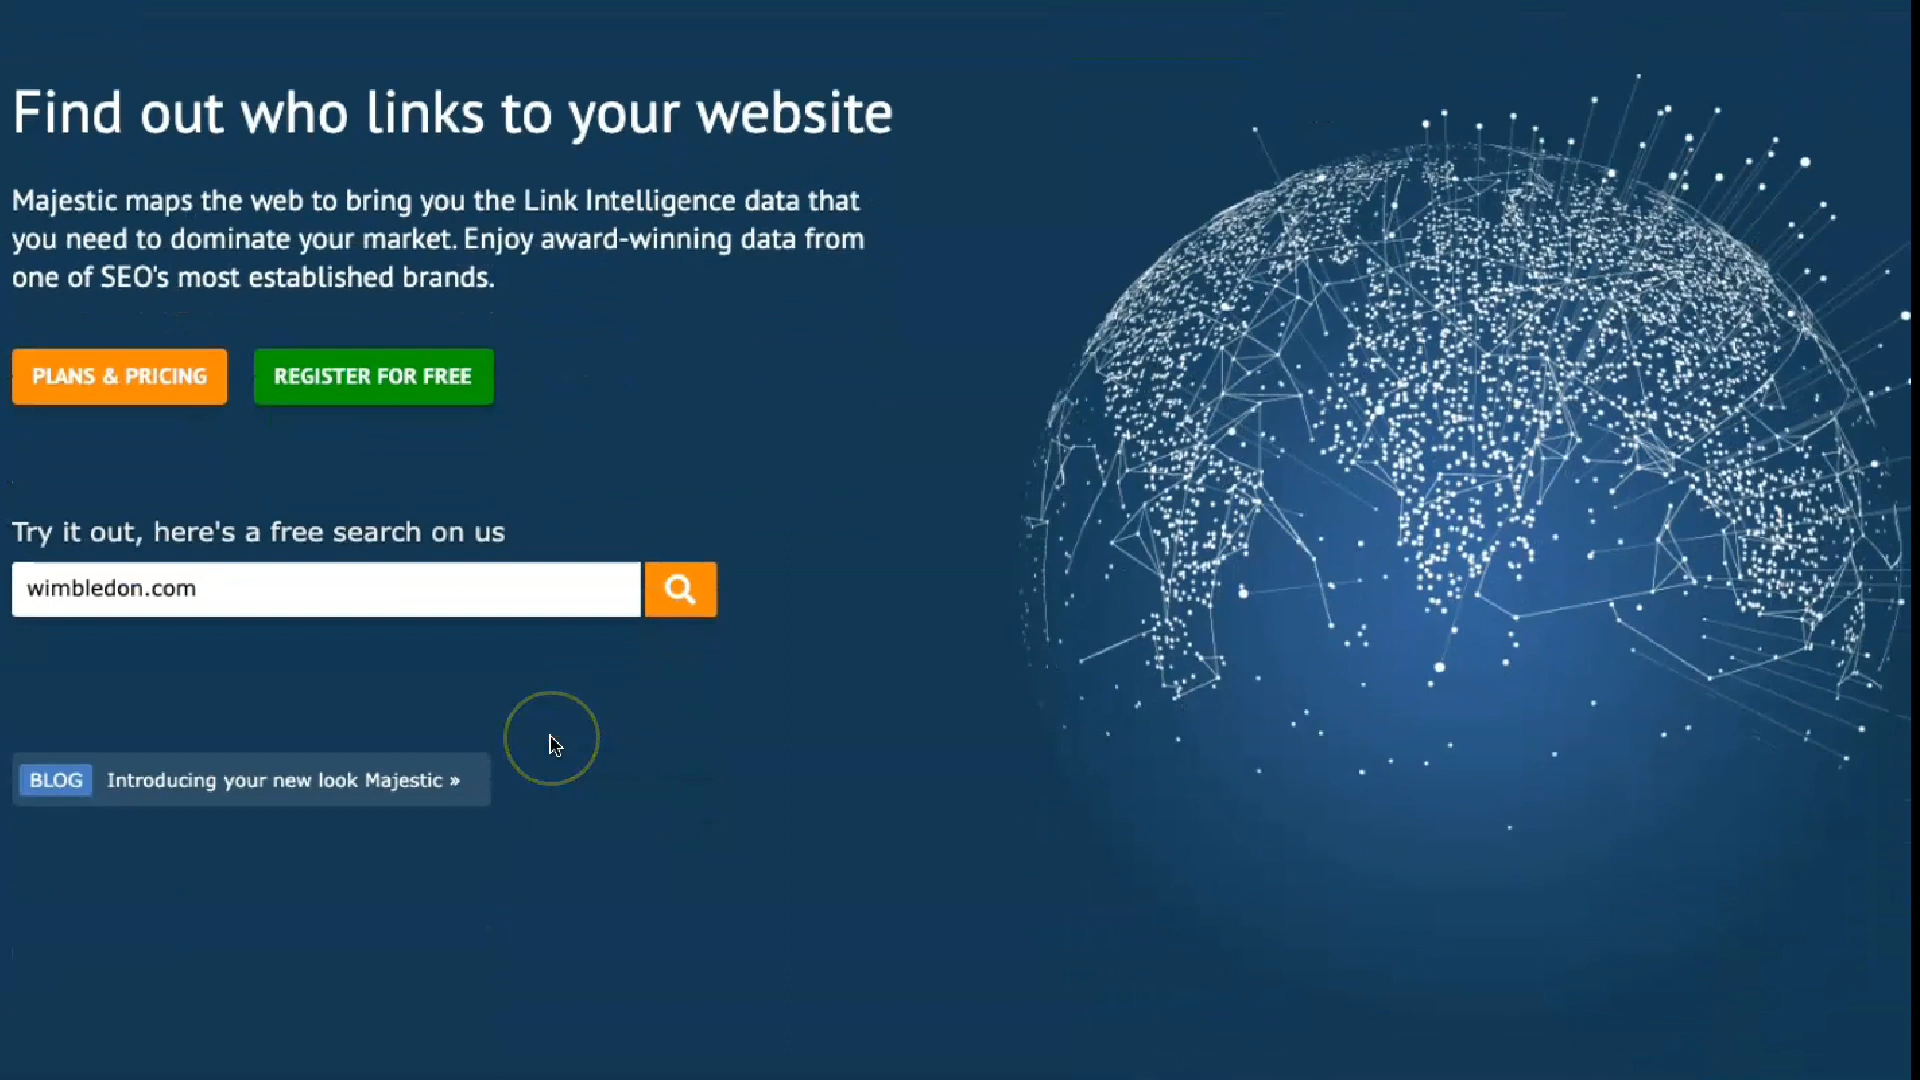 Find out who links to your website
Majestic maps the web to bring you the Link Intelligence data that
you need to dominate your market. Enjoy award-winning data from
one of SEO's most established brands.
PLANS & PRICING
REGISTER FOR FREE
Try it out, here's a free search on us
wimbledon.com
BLOG Introducing your new look Majestic »